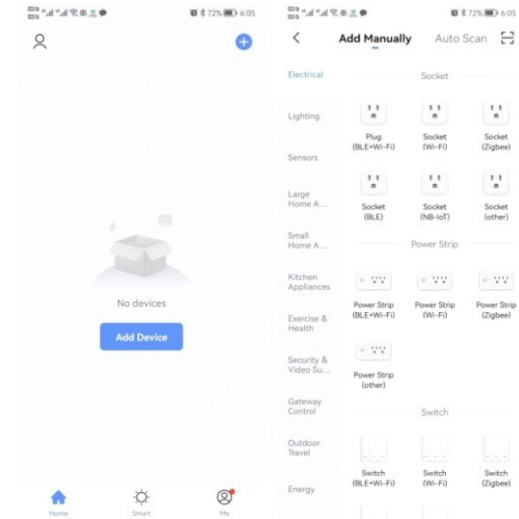 72% 6:05
No devices
Add Device
Home Smart Me
72% 6:05
Add Manually Auto Scan
Electrical
Lighting
Sensors
Large
Home A...
Small
Home A...
Kitchen
Appliances
Exercise &
Health
Security &
Video Su...
Gateway
Control
Outdoor
Travel
Energy
Socket
Plug
(BLE+Wi-Fi)
Socket
(Wi-Fi)
Socket
(Zigbee)
Socket
(BLE)
Socket
(NB-IoT)
Socket
(other)
Power Strip
Power Strip
(BLE+Wi-Fi)
Power Strip
(Wi-Fi)
Power Strip
(Zigbee)
Power Strip
(other)
Switch
Switch
(BLE+Wi-Fi)
Switch
(Wi-Fi)
Switch
(Zigbee)